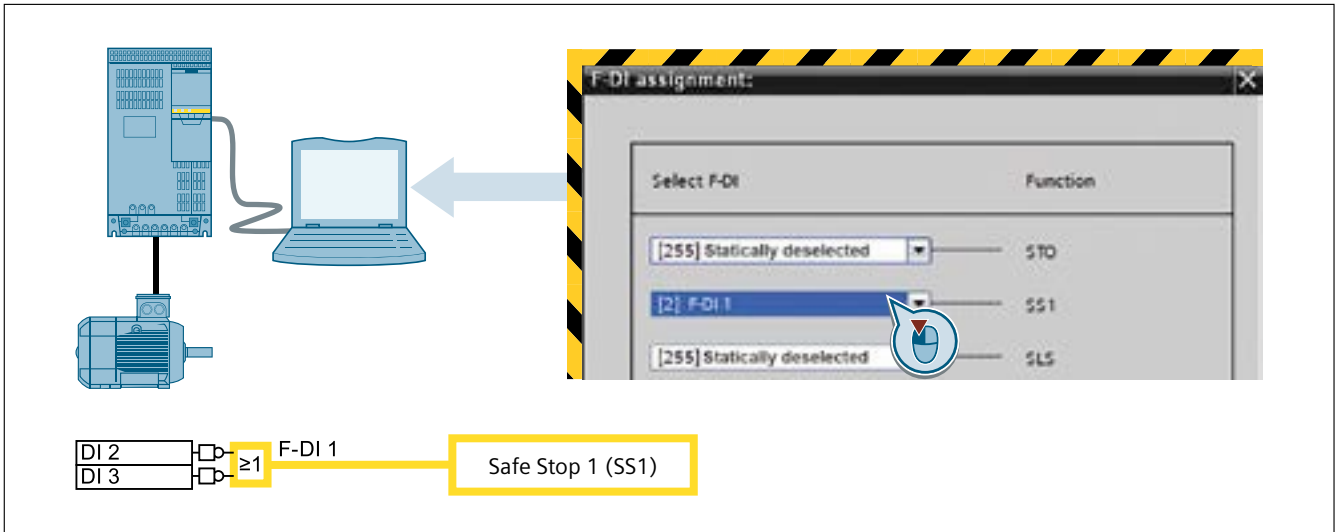 F-DI assignment:
Select F-DI Function
[255] Statically deselected STO
[2] F-DI 1 SS1
[255] Statically deselected SLS
DI 2
DI 3
≥1
F-DI 1
Safe Stop 1 (SS1)